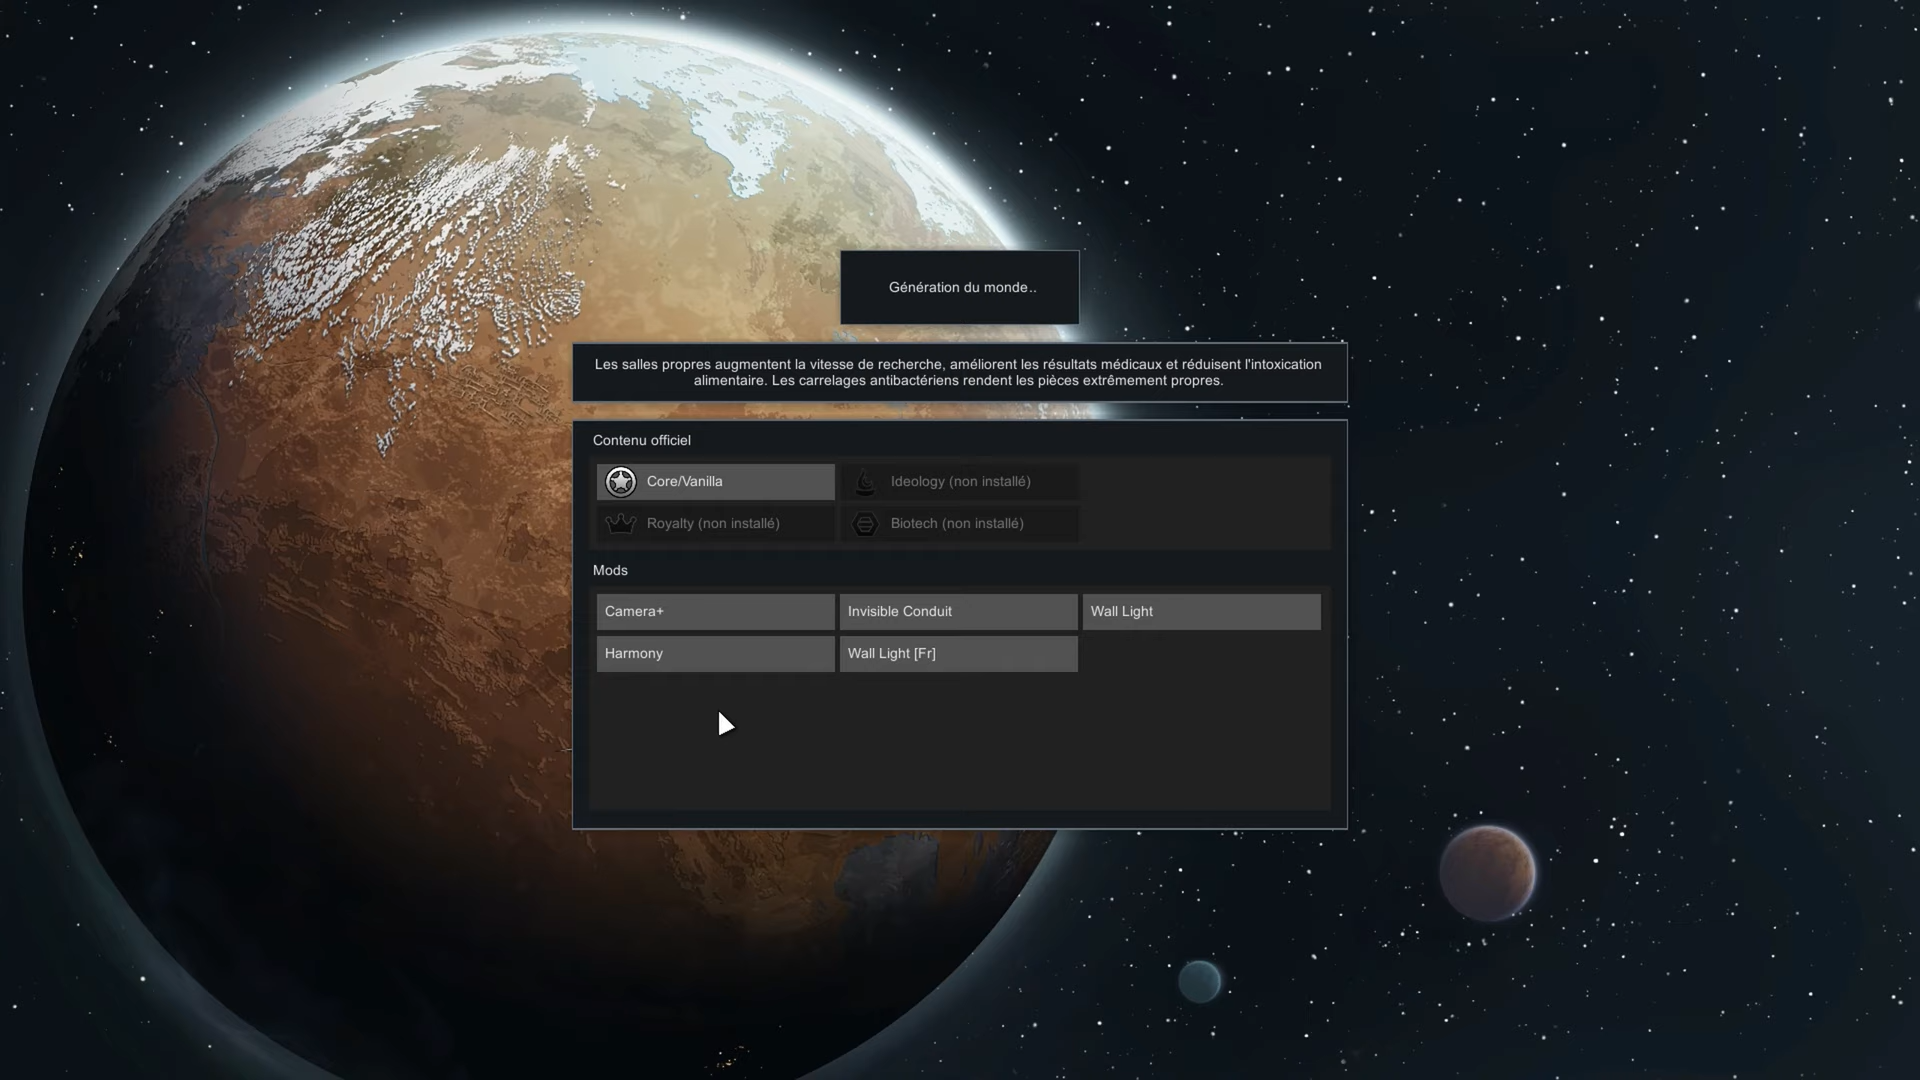 Génération du monde..
Les salles propres augmentent la vitesse de recherche, améliorent les résultats médicaux et réduisent l'intoxication
alimentaire. Les carrelages antibactériens rendent les pièces extrêmement propres.
Contenu officiel
Core/Vanilla
Ideology (non installé)
Royalty (non installé)
Biotech (non installé)
Mods
Camera+
Invisible Conduit
Wall Light
Harmony
Wall Light [Fr]